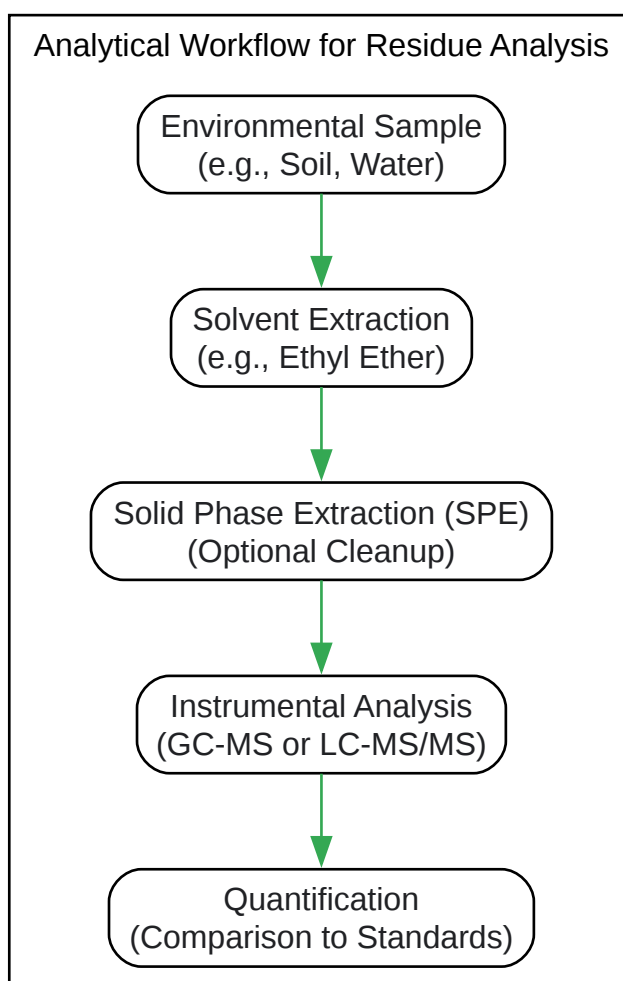 Analytical Workflow for Residue Analysis
Environmental Sample
(e.g., Soil, Water)
Solvent Extraction
(e.g., Ethyl Ether)
Solid Phase Extraction (SPE)
(Optional Cleanup)
Instrumental Analysis
(GC-MS or LC-MS/MS)
Quantification
(Comparison to Standards)